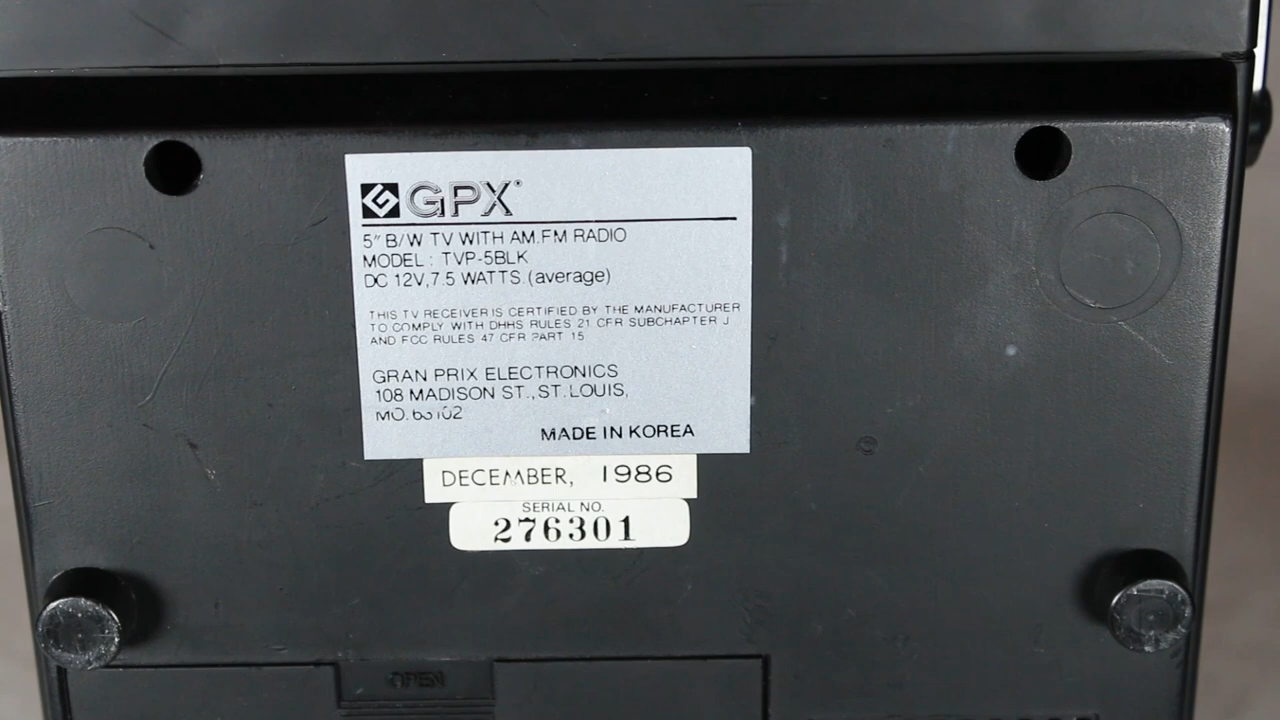 GPX
5" B/W TV WITH AM.FM RADIO
MODEL : TVP-5BLK
DC 12V,7.5 WATTS.(average)
THIS TV RECEIVER IS CERTIFIED BY THE MANUFACTURER
TO COMPLY WITH DHHS RULES 21 CFR SUBCHAPTER J
AND FCC RULES 47 CFR PART 15
GRAN PRIX ELECTRONICS
108 MADISON ST.,ST.LOUIS,
MO. 63102
MADE IN KOREA
DECEMBER, 1986
SERIAL NO.
276301
OPEN